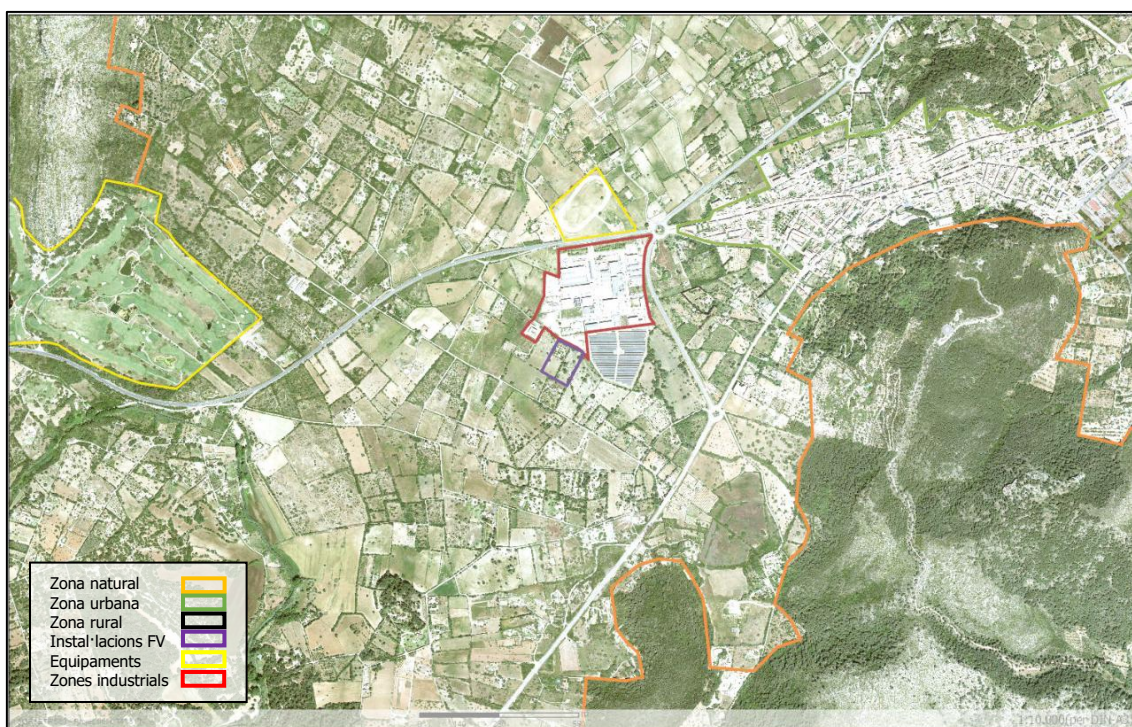 Zona natural
Zona urbana
Zona rural
Instal·lacions FV
Equipaments
Zones industrials